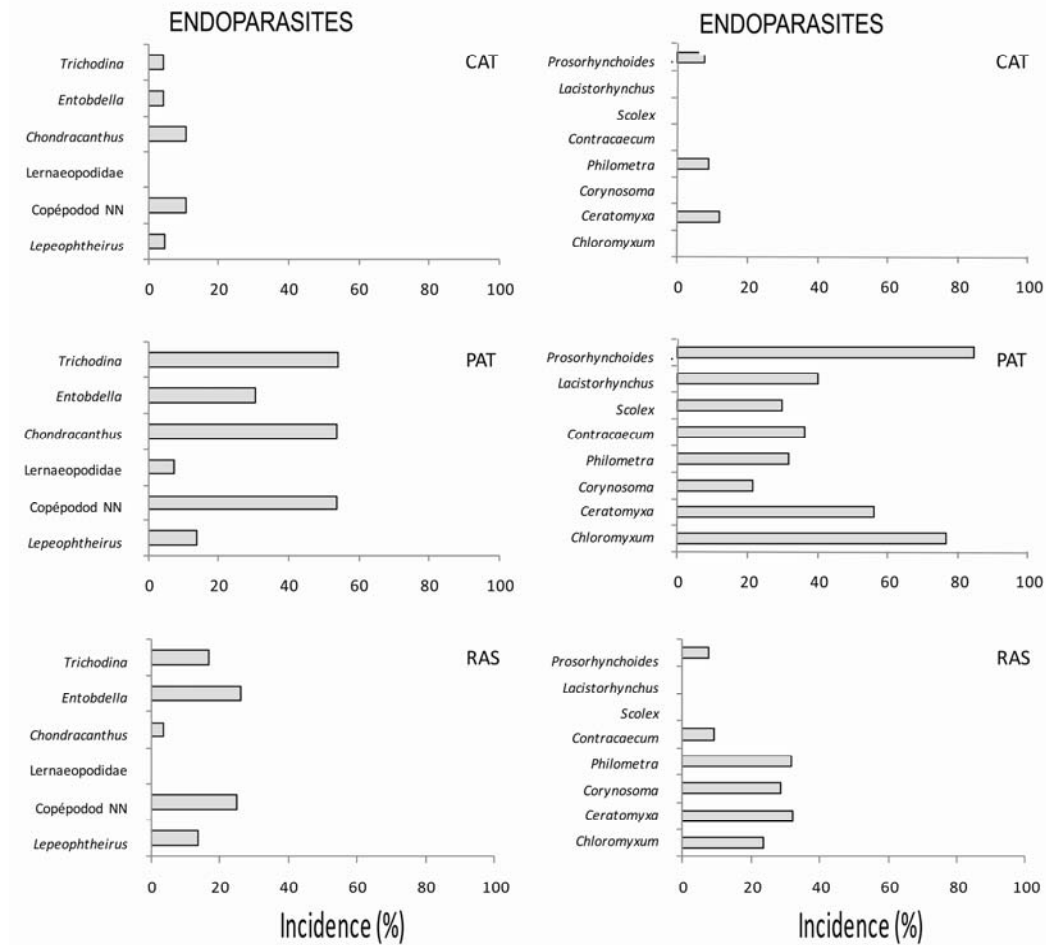 ENDOPARASITES
CAT
Trichodina
Entobdella
Chondracanthus
Lernaeopodidae
Copépodod NN
Lepeophtheirus
0 20 40 60 80 100
PAT
Trichodina
Entobdella
Chondracanthus
Lernaeopodidae
Copépodod NN
Lepeophtheirus
0 20 40 60 80 100
RAS
Trichodina
Entobdella
Chondracanthus
Lernaeopodidae
Copépodod NN
Lepeophtheirus
0 20 40 60 80 100
Incidence (%)
ENDOPARASITES
CAT
Prosorhynchoides
Lacistorhynchus
Scolex
Contracaecum
Philometra
Corynosoma
Ceratomyxa
Chloromyxum
0 20 40 60 80 100
PAT
Prosorhynchoides
Lacistorhynchus
Scolex
Contracaecum
Philometra
Corynosoma
Ceratomyxa
Chloromyxum
0 20 40 60 80 100
RAS
Prosorhynchoides
Lacistorhynchus
Scolex
Contracaecum
Philometra
Corynosoma
Ceratomyxa
Chloromyxum
0 20 40 60 80 100
Incidence (%)